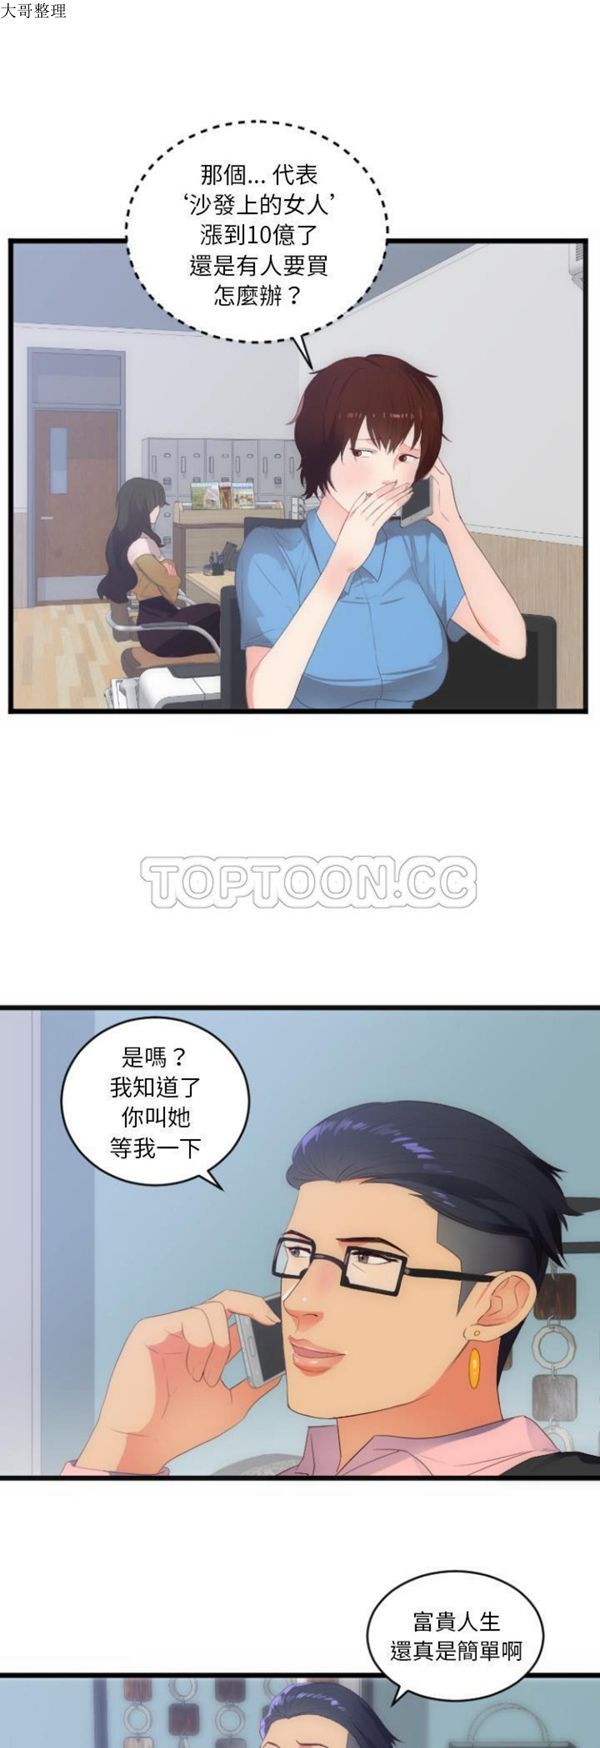 大哥整理
那個... 代表
‘沙發上的女人’
漲到10億了
還是有人要買
怎麼辦？
TOPTOON.CC
是嗎？
我知道了
你叫她
等我一下
富貴人生
還真是簡單啊